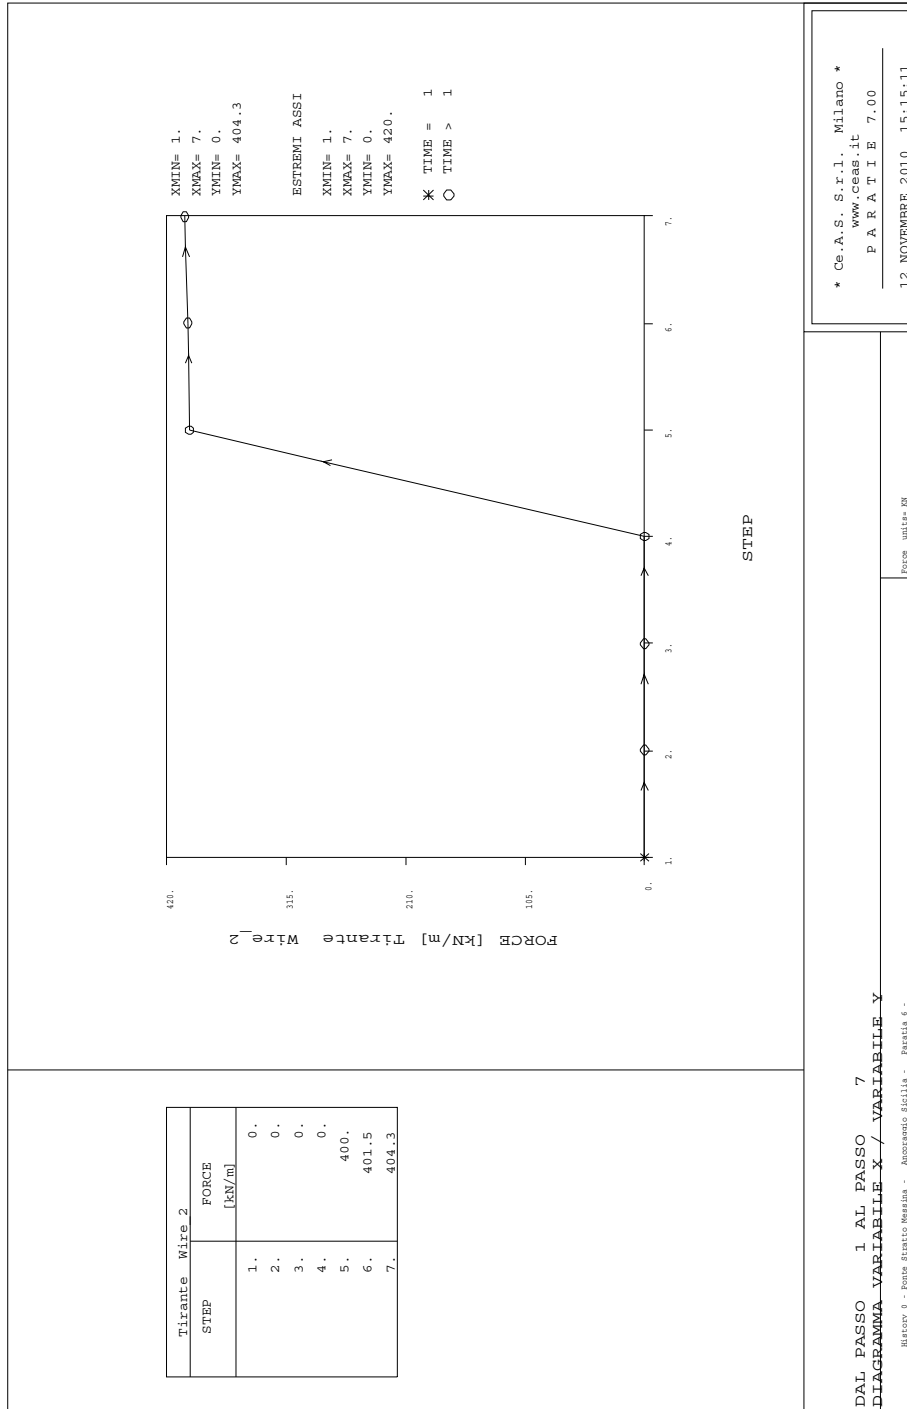 Tirante Wire_2
STEP FORCE
[kN/m]
1. 0.
2. 0.
3. 0.
4. 0.
5. 400.
6. 401.5
7. 404.3
FORCE [kN/m] Tirante Wire_2
420.
315.
210.
105.
0.
1.
2.
3.
4.
5.
6.
7.
STEP
XMIN= 1.
XMAX= 7.
YMIN= 0.
YMAX= 404.3
ESTREMI ASSI
XMIN= 1.
XMAX= 7.
YMIN= 0.
YMAX= 420.
TIME = 1
TIME > 1
DAL PASSO 1 AL PASSO 7
DIAGRAMMA VARIABILE X / VARIABILE Y
History 0 - Ponte Stratto Messina - Ancoraggio Sicilia - Paratia 6 -
Force units= KN
* Ce.A.S. S.r.l. Milano *
www.ceas.it
P A R A T I E 7.00
12 NOVEMBRE 2010 15:15:11